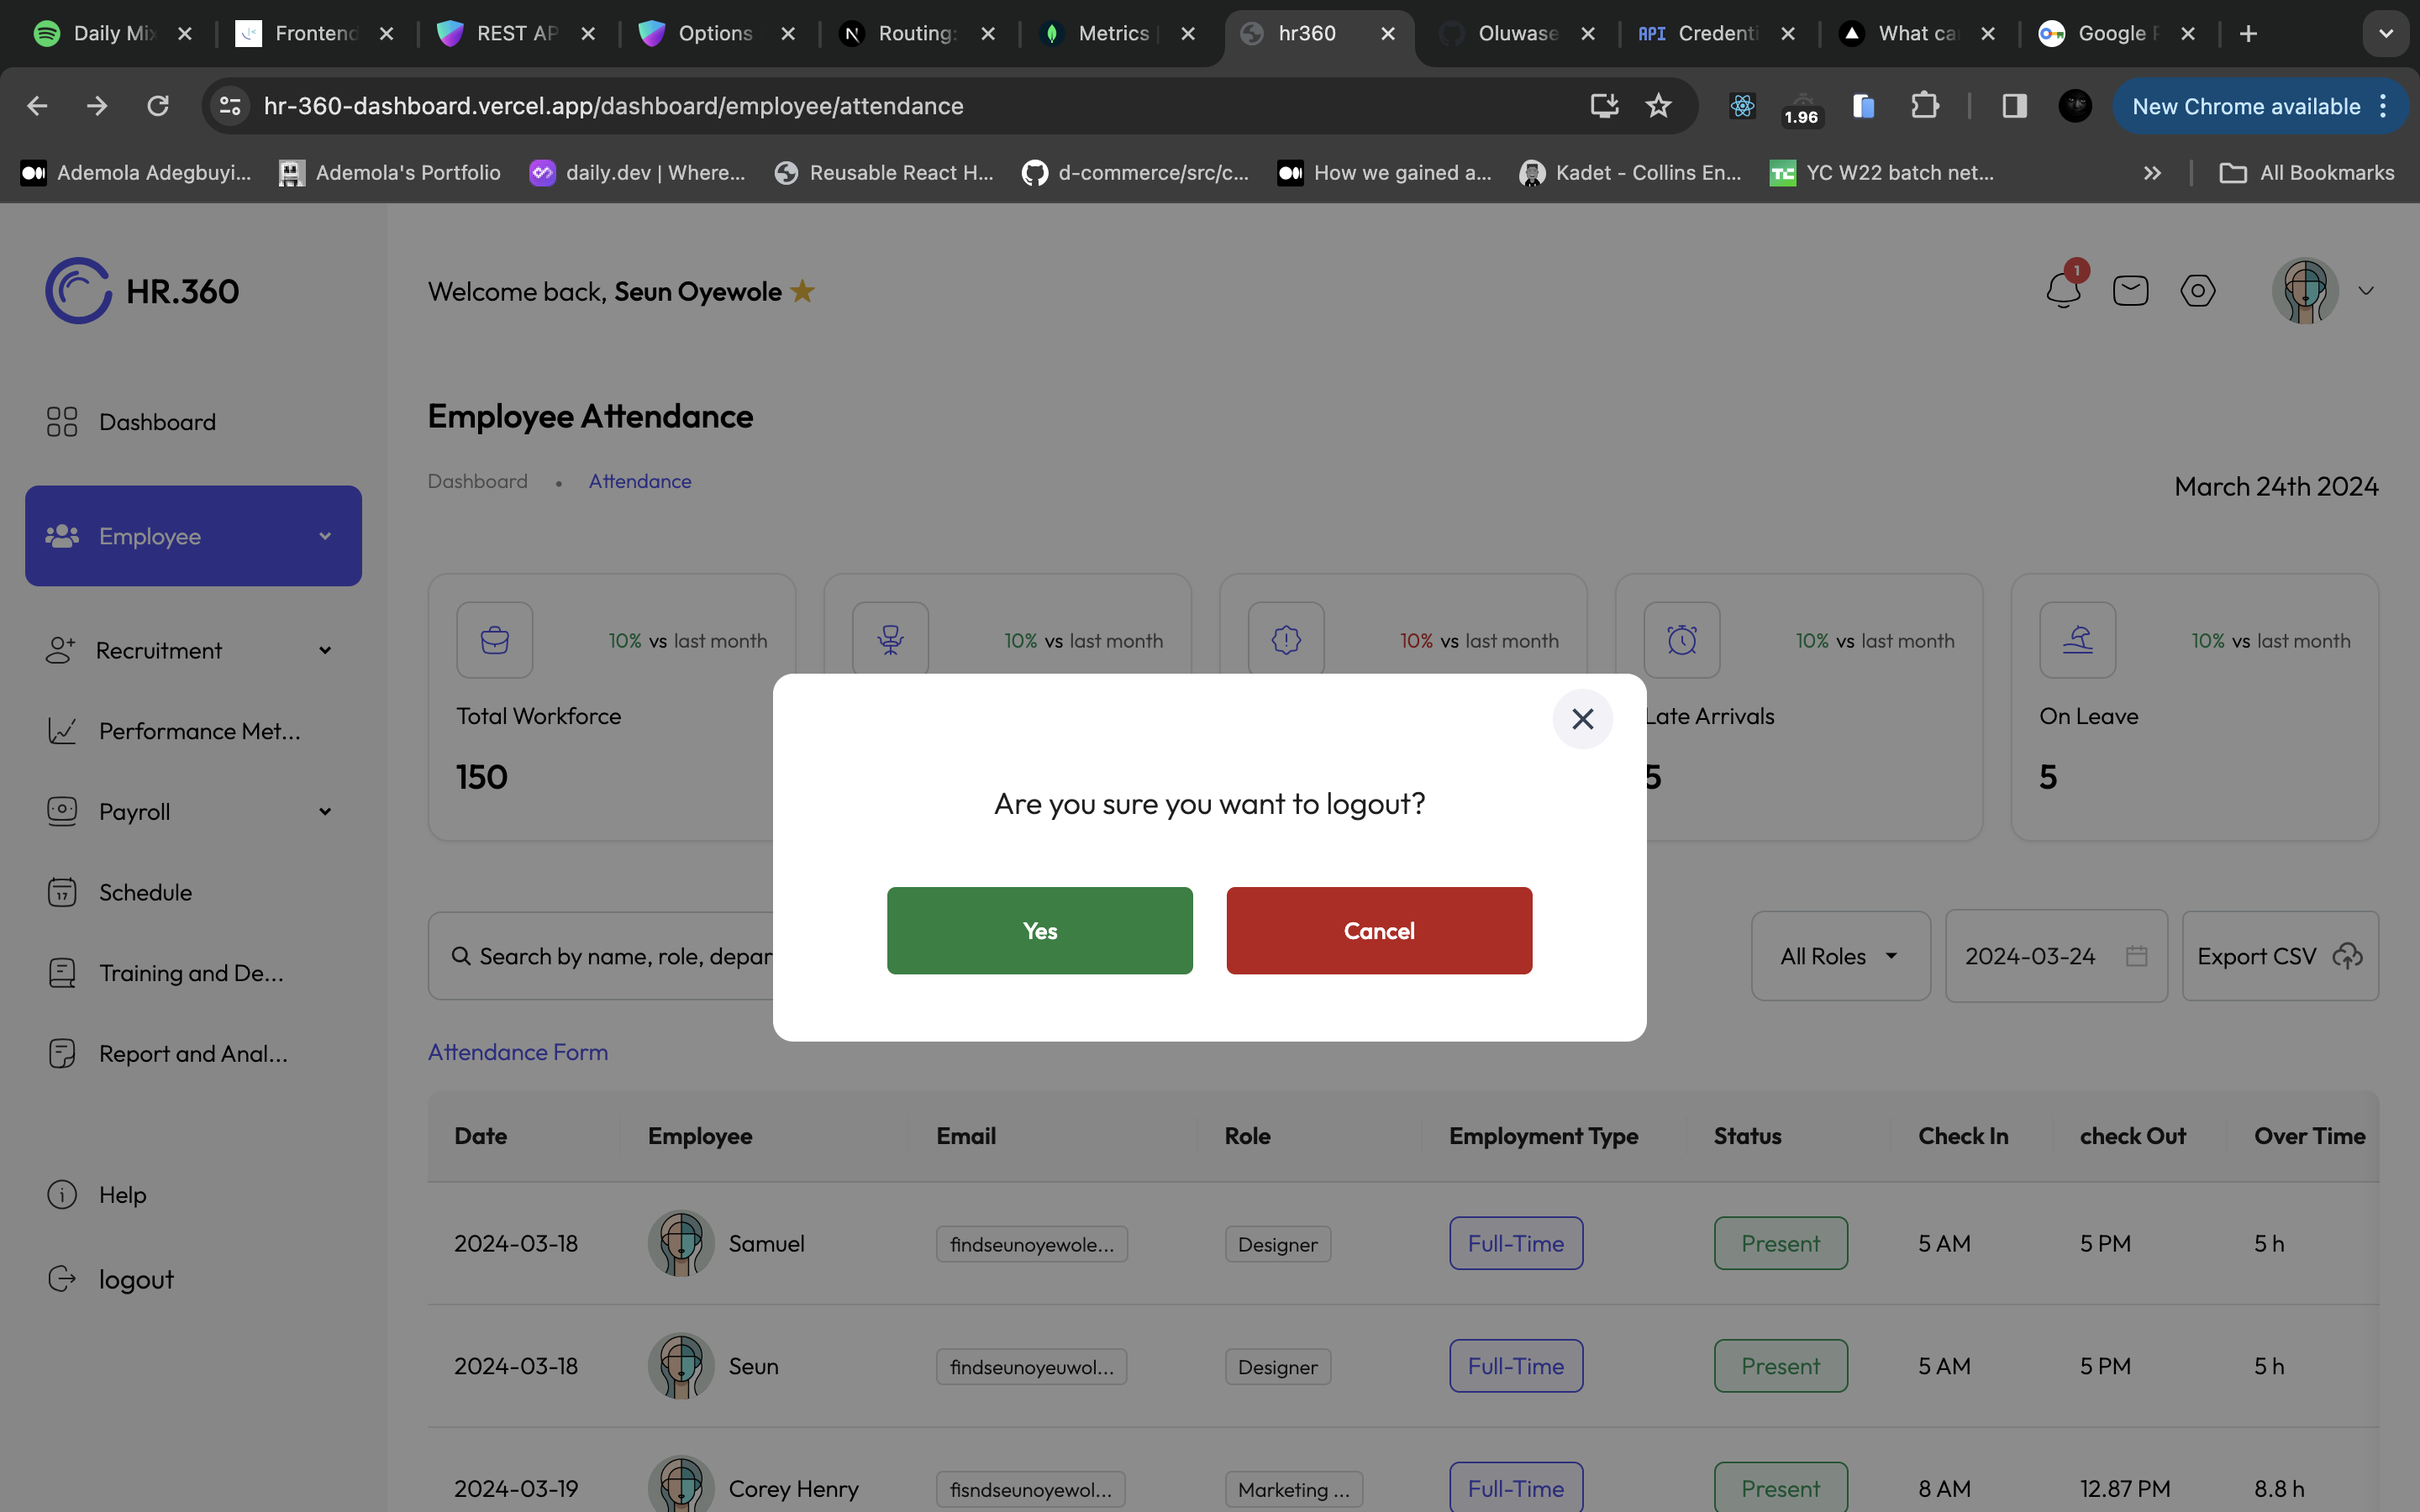 Daily Mix
Frontend
REST AP
Options
Routing:
Metrics
hr360
Oluwase
API Credenti
What ca
Google P
hr-360-dashboard.vercel.app/dashboard/employee/attendance
1.96
New Chrome available
Ademola Adegbuyi...
Ademola's Portfolio
daily.dev | Where...
Reusable React H...
d-commerce/src/c...
How we gained a...
Kadet - Collins En...
TC YC W22 batch net...
All Bookmarks
HR.360
Welcome back, Seun Oyewole
1
Dashboard
Employee
Recruitment
Performance Met...
Payroll
17 Schedule
Training and De...
Report and Anal...
Help
logout
Employee Attendance
Dashboard • Attendance
March 24th 2024
10% vs last month
10% vs last month
10% vs last month
10% vs last month
10% vs last month
Total Workforce
Late Arrivals
On Leave
150
5
5
Are you sure you want to logout?
Yes
Cancel
Search by name, role, depar
All Roles
2024-03-24
Export CSV
Attendance Form
Date Employee Email Role Employment Type Status Check In check Out Over Time
2024-03-18 Samuel findseunoyewole... Designer Full-Time Present 5 AM 5 PM 5 h
2024-03-18 Seun findseunoyeuwol... Designer Full-Time Present 5 AM 5 PM 5 h
2024-03-19 Corey Henry fisndseunoyewol... Marketing ... Full-Time Present 8 AM 12.87 PM 8.8 h